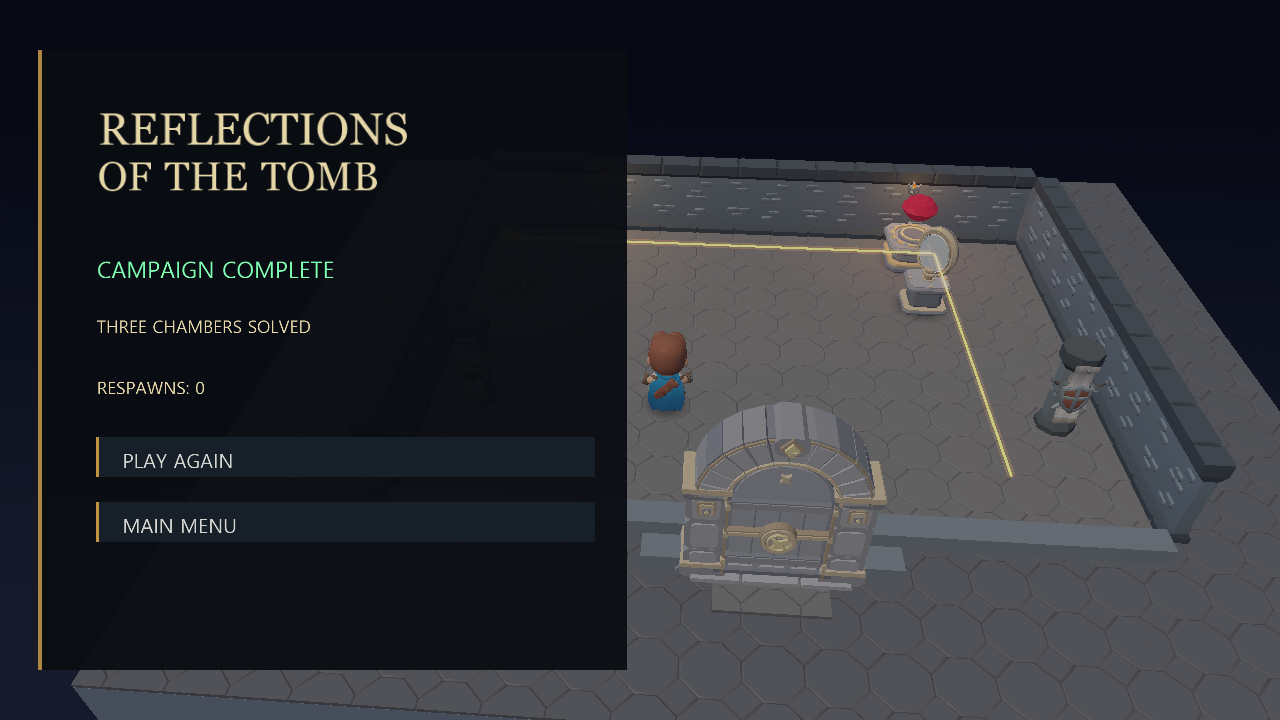 REFLECTIONS
OF THE TOMB
CAMPAIGN COMPLETE
THREE CHAMBERS SOLVED
RESPAWNS: 0
PLAY AGAIN
MAIN MENU